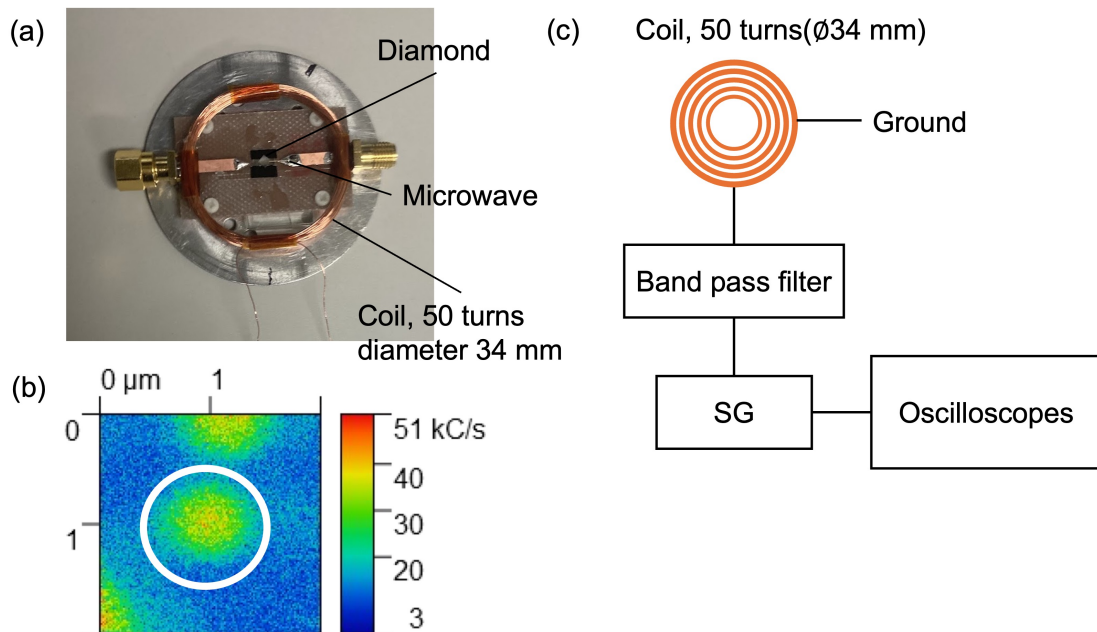 (a)
Diamond
Microwave
Coil, 50 turns
diameter 34 mm
(b)
0 µm 1
0
1
51 kC/s
40
30
20
3
(c)
Coil, 50 turns(∅34 mm)
Ground
Band pass filter
SG
Oscilloscopes